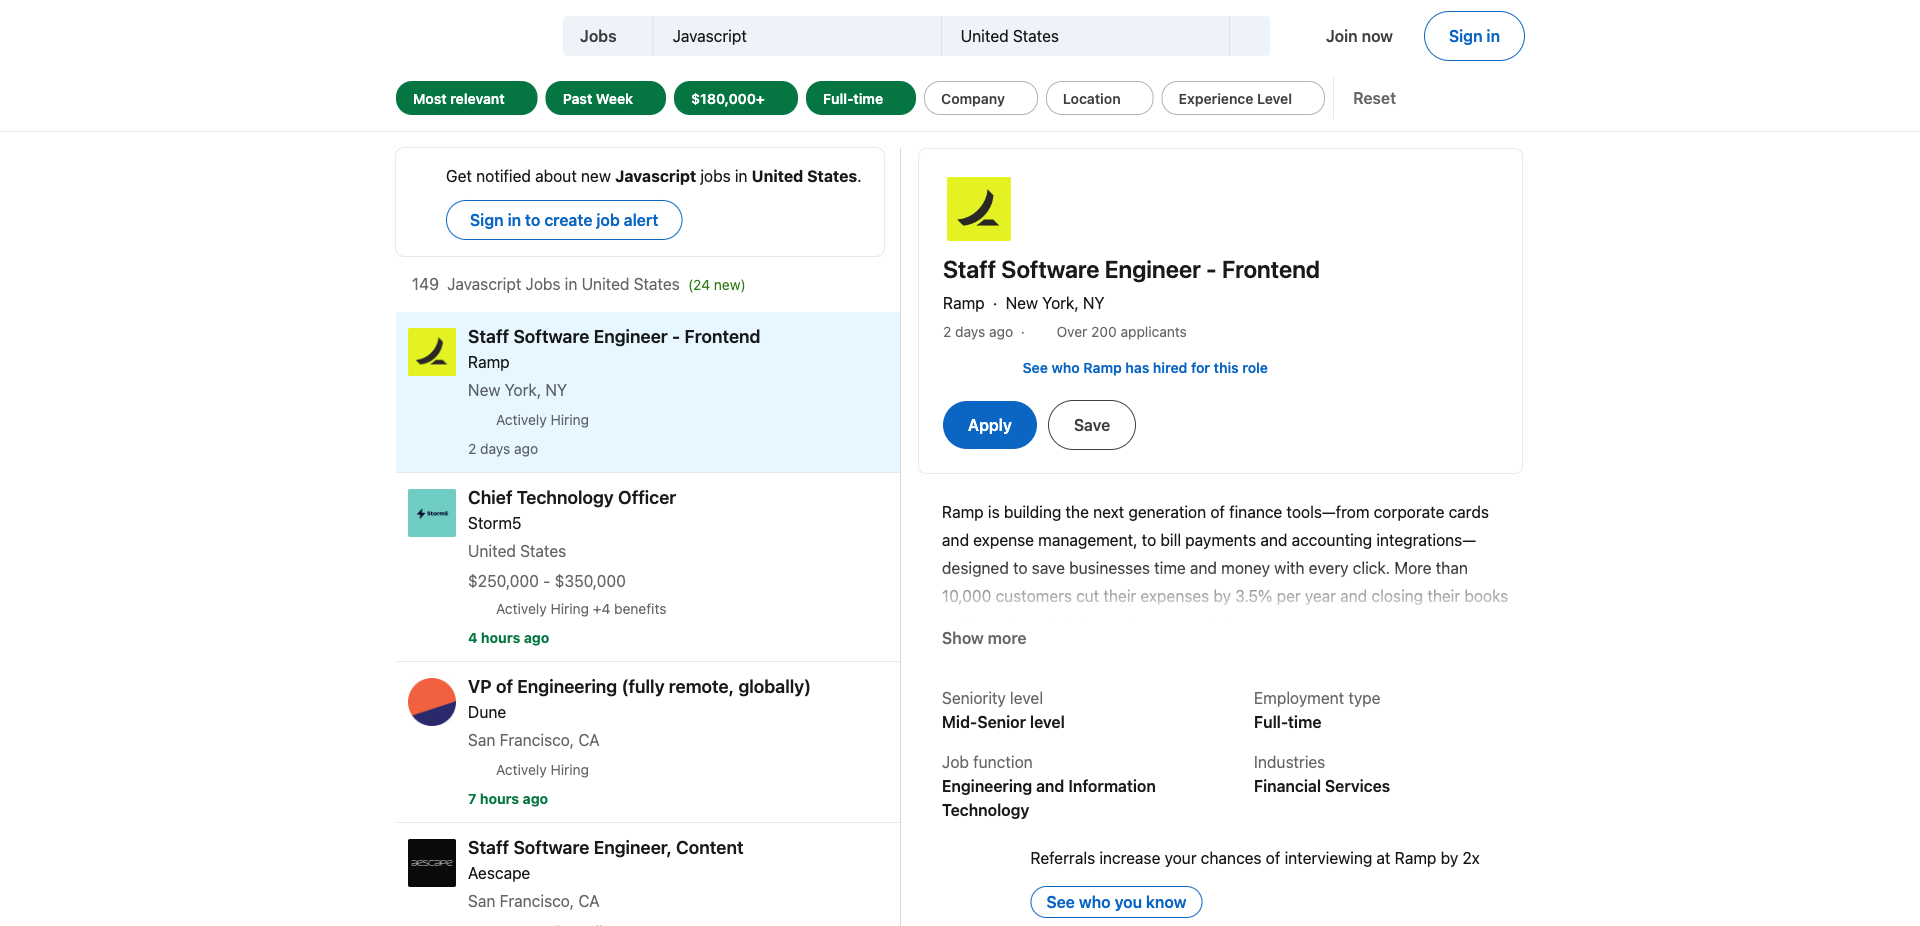 Jobs
Javascript
United States
Join now
Sign in
Most relevant
Past Week
$180,000+
Full-time
Company
Location
Experience Level
Reset
Get notified about new Javascript jobs in United States.
Sign in to create job alert
149 Javascript Jobs in United States (24 new)
Staff Software Engineer - Frontend
Ramp
New York, NY
Actively Hiring
2 days ago
Storm5
Chief Technology Officer
Storm5
United States
$250,000 - $350,000
Actively Hiring +4 benefits
4 hours ago
VP of Engineering (fully remote, globally)
Dune
San Francisco, CA
Actively Hiring
7 hours ago
aescape
Staff Software Engineer, Content
Aescape
San Francisco, CA
Staff Software Engineer - Frontend
Ramp · New York, NY
2 days ago · Over 200 applicants
See who Ramp has hired for this role
Apply
Save
Ramp is building the next generation of finance tools—from corporate cards
and expense management, to bill payments and accounting integrations—
designed to save businesses time and money with every click. More than
10,000 customers cut their expenses by 3.5% per year and closing their books
Show more
Seniority level
Mid-Senior level
Employment type
Full-time
Job function
Engineering and Information
Technology
Industries
Financial Services
Referrals increase your chances of interviewing at Ramp by 2x
See who you know